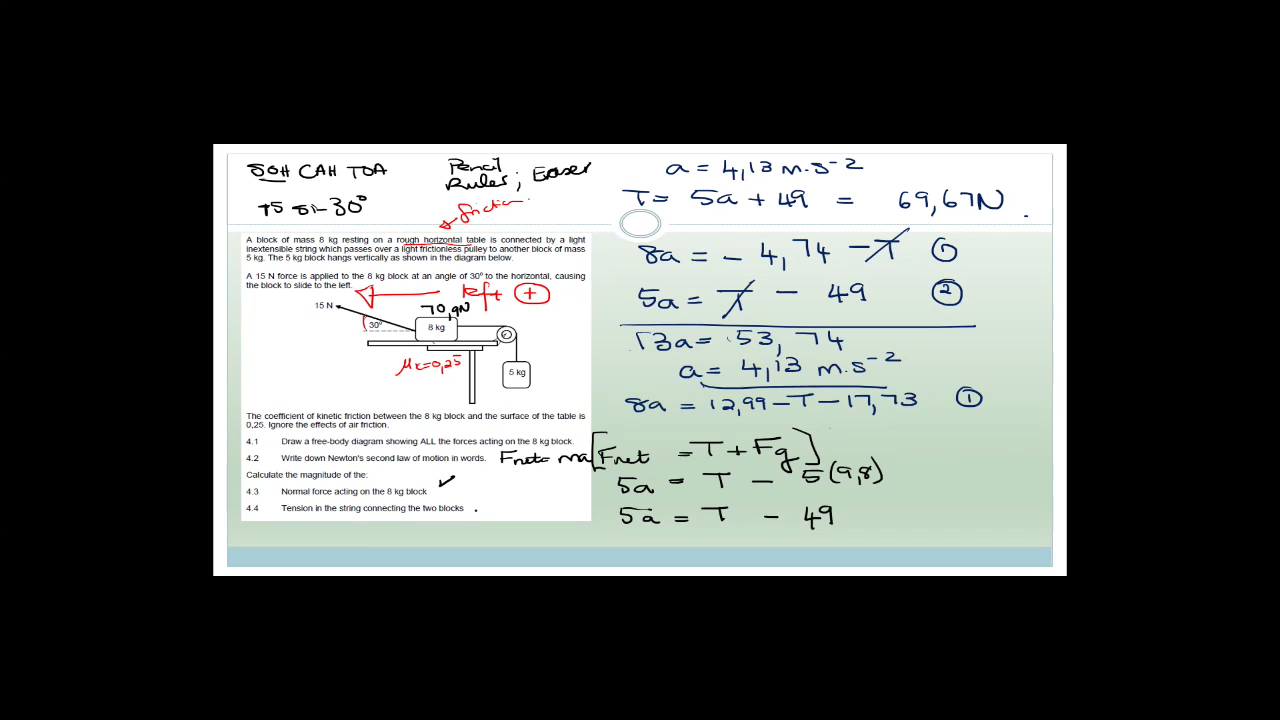 SOH CAH TOA
15 sin 30°
Pencil
Ruler ; Eraser
friction
A block of mass 8 kg resting on a rough horizontal table is connected by a light
inextensible string which passes over a light frictionless pulley to another block of mass
5 kg. The 5 kg block hangs vertically as shown in the diagram below.
A 15 N force is applied to the 8 kg block at an angle of 30° to the horizontal, causing
the block to slide to the left.
left +
15 N
70,9N
30°
8 kg
μk=0,25
5 kg
The coefficient of kinetic friction between the 8 kg block and the surface of the table is
0,25. Ignore the effects of air friction.
4.1 Draw a free-body diagram showing ALL the forces acting on the 8 kg block.
4.2 Write down Newton's second law of motion in words.
Calculate the magnitude of the:
4.3 Normal force acting on the 8 kg block ✓
4.4 Tension in the string connecting the two blocks
a = 4,13 m.s-2
T = 5a + 49 = 69,67N .
8a = - 4,74 - T ①
5a = T - 49 ②
13a = 53,74
a = 4,13 m.s-2
8a = 12,99 - T - 17,73 ①
Fnet= ma [Fnet = T + Fg]
5a = T - 5(9,8)
5a = T - 49